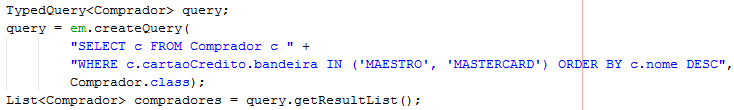 TypedQuery<Comprador> query;
query = em.createQuery(
"SELECT c FROM Comprador c " +
"WHERE c.cartaoCredito.bandeira IN ('MAESTRO', 'MASTERCARD') ORDER BY c.nome DESC",
Comprador.class);
List<Comprador> compradores = query.getResultList();